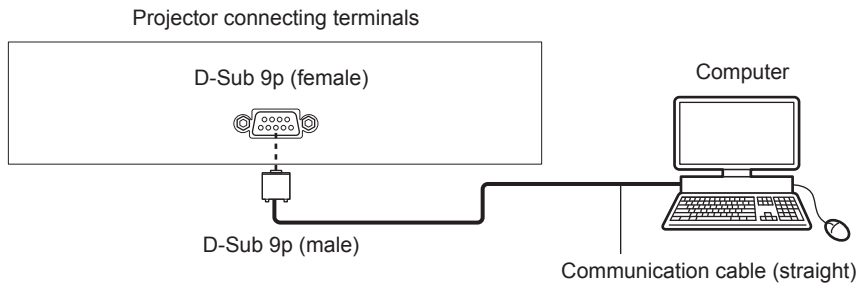 Projector connecting terminals
D-Sub 9p (female)
Computer
D-Sub 9p (male)
Communication cable (straight)